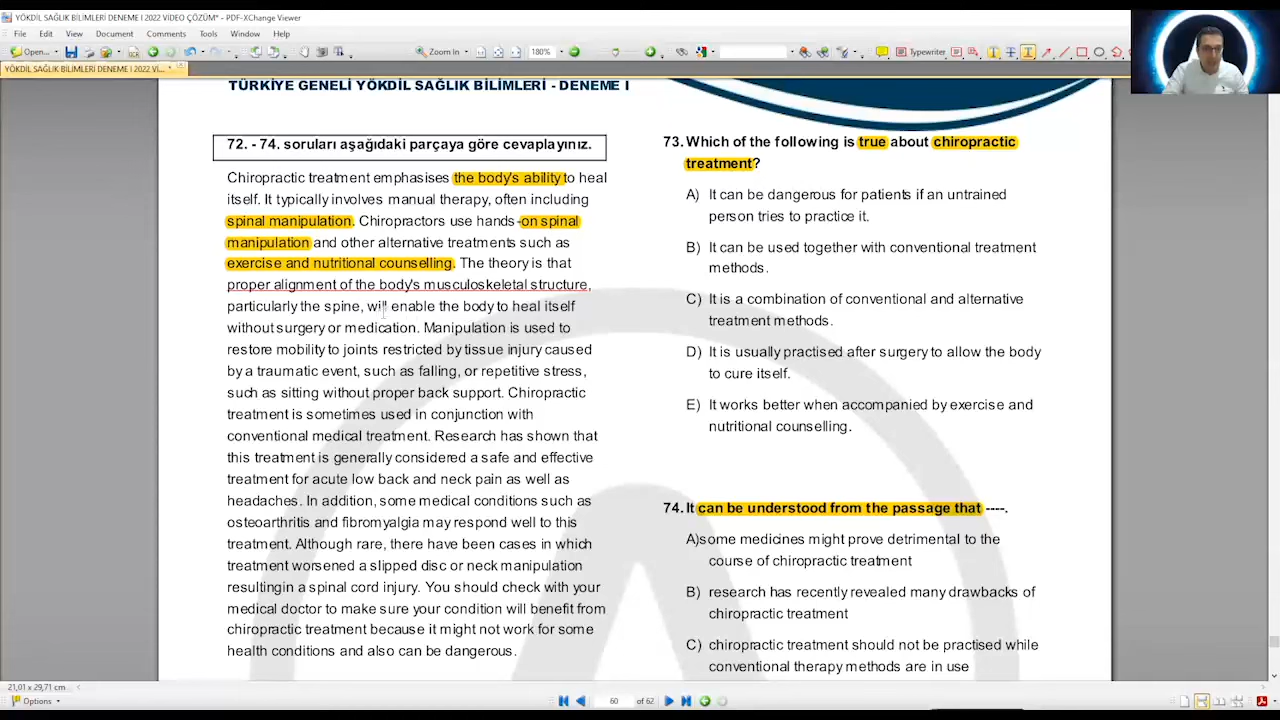 YÖKDİL SAĞLIK BİLİMLERİ DENEME I 2022 VİDEO ÇÖZÜM* - PDF-XChange Viewer
File Edit View Document Comments Tools Window Help
Open... Zoom In 180% Typewriter
YÖKDİL SAĞLIK BİLİMLERİ DENEME I 2022 Vİ... *
TÜRKİYE GENELİ YÖKDİL SAĞLIK BİLİMLERİ - DENEME I
72. - 74. soruları aşağıdaki parçaya göre cevaplayınız.
Chiropractic treatment emphasises the body's ability to heal
itself. It typically involves manual therapy, often including
spinal manipulation. Chiropractors use hands-on spinal
manipulation and other alternative treatments such as
exercise and nutritional counselling. The theory is that
proper alignment of the body's musculoskeletal structure,
particularly the spine, will enable the body to heal itself
without surgery or medication. Manipulation is used to
restore mobility to joints restricted by tissue injury caused
by a traumatic event, such as falling, or repetitive stress,
such as sitting without proper back support. Chiropractic
treatment is sometimes used in conjunction with
conventional medical treatment. Research has shown that
this treatment is generally considered a safe and effective
treatment for acute low back and neck pain as well as
headaches. In addition, some medical conditions such as
osteoarthritis and fibromyalgia may respond well to this
treatment. Although rare, there have been cases in which
treatment worsened a slipped disc or neck manipulation
resultingin a spinal cord injury. You should check with your
medical doctor to make sure your condition will benefit from
chiropractic treatment because it might not work for some
health conditions and also can be dangerous.
73. Which of the following is true about chiropractic
treatment?
A) It can be dangerous for patients if an untrained
person tries to practice it.
B) It can be used together with conventional treatment
methods.
C) It is a combination of conventional and alternative
treatment methods.
D) It is usually practised after surgery to allow the body
to cure itself.
E) It works better when accompanied by exercise and
nutritional counselling.
74. It can be understood from the passage that ----.
A)some medicines might prove detrimental to the
course of chiropractic treatment
B) research has recently revealed many drawbacks of
chiropractic treatment
C) chiropractic treatment should not be practised while
conventional therapy methods are in use
21,01 x 29,71 cm
Options 60 of 62